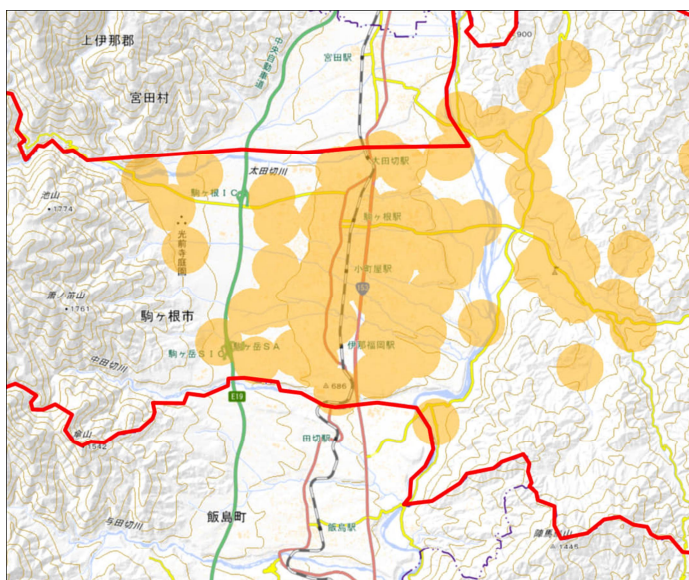 上伊那郡
宮田村
中央自動車道
宮田駅
900
太田切川
大田切駅
池山
1774
駒ヶ根ＩＣ
光前寺庭園
駒ヶ根駅
小町屋駅
153
1761
駒ヶ根市
伊那福岡駅
駒ヶ岳ＳＡ
駒ヶ岳ＳＩＣ
中田切川
686
E19
傘山
1542
田切駅
飯島町
飯島駅
与田切川
陣馬形山
1445